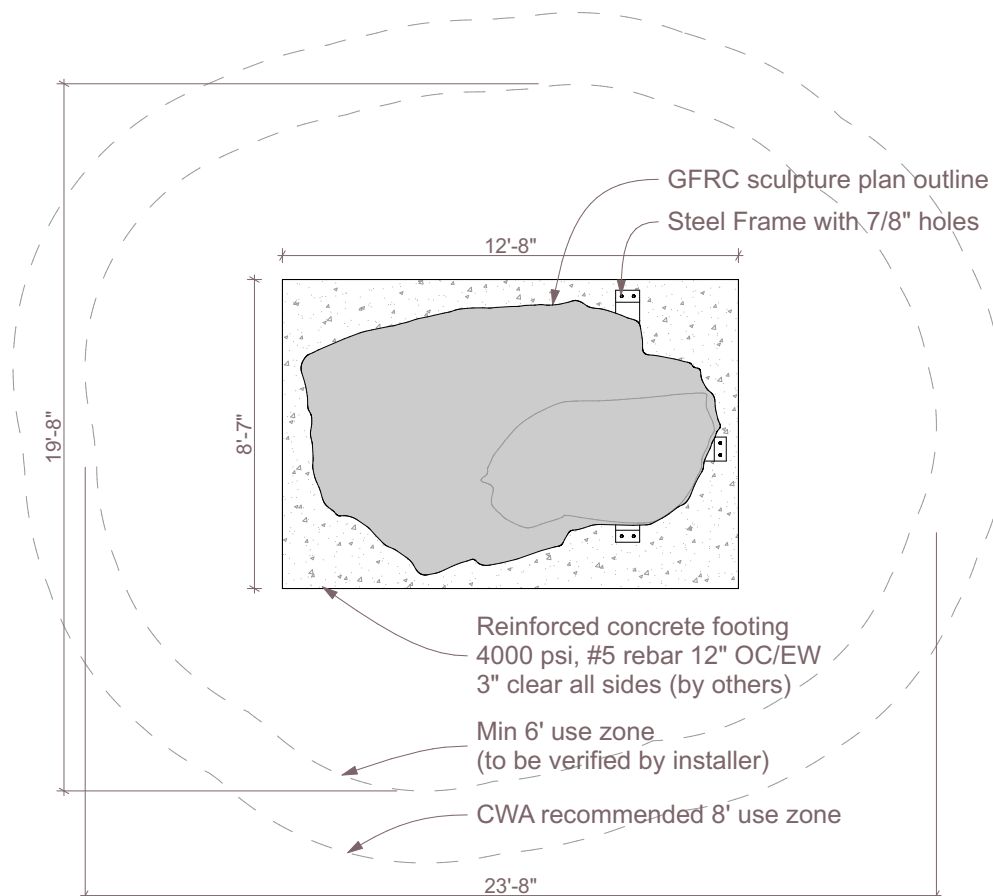 GFRC sculpture plan outline
Steel Frame with 7/8" holes
12'-8"
19'-8"
8'-7"
Reinforced concrete footing
4000 psi, #5 rebar 12" OC/EW
3" clear all sides (by others)
Min 6' use zone
(to be verified by installer)
CWA recommended 8' use zone
23'-8"